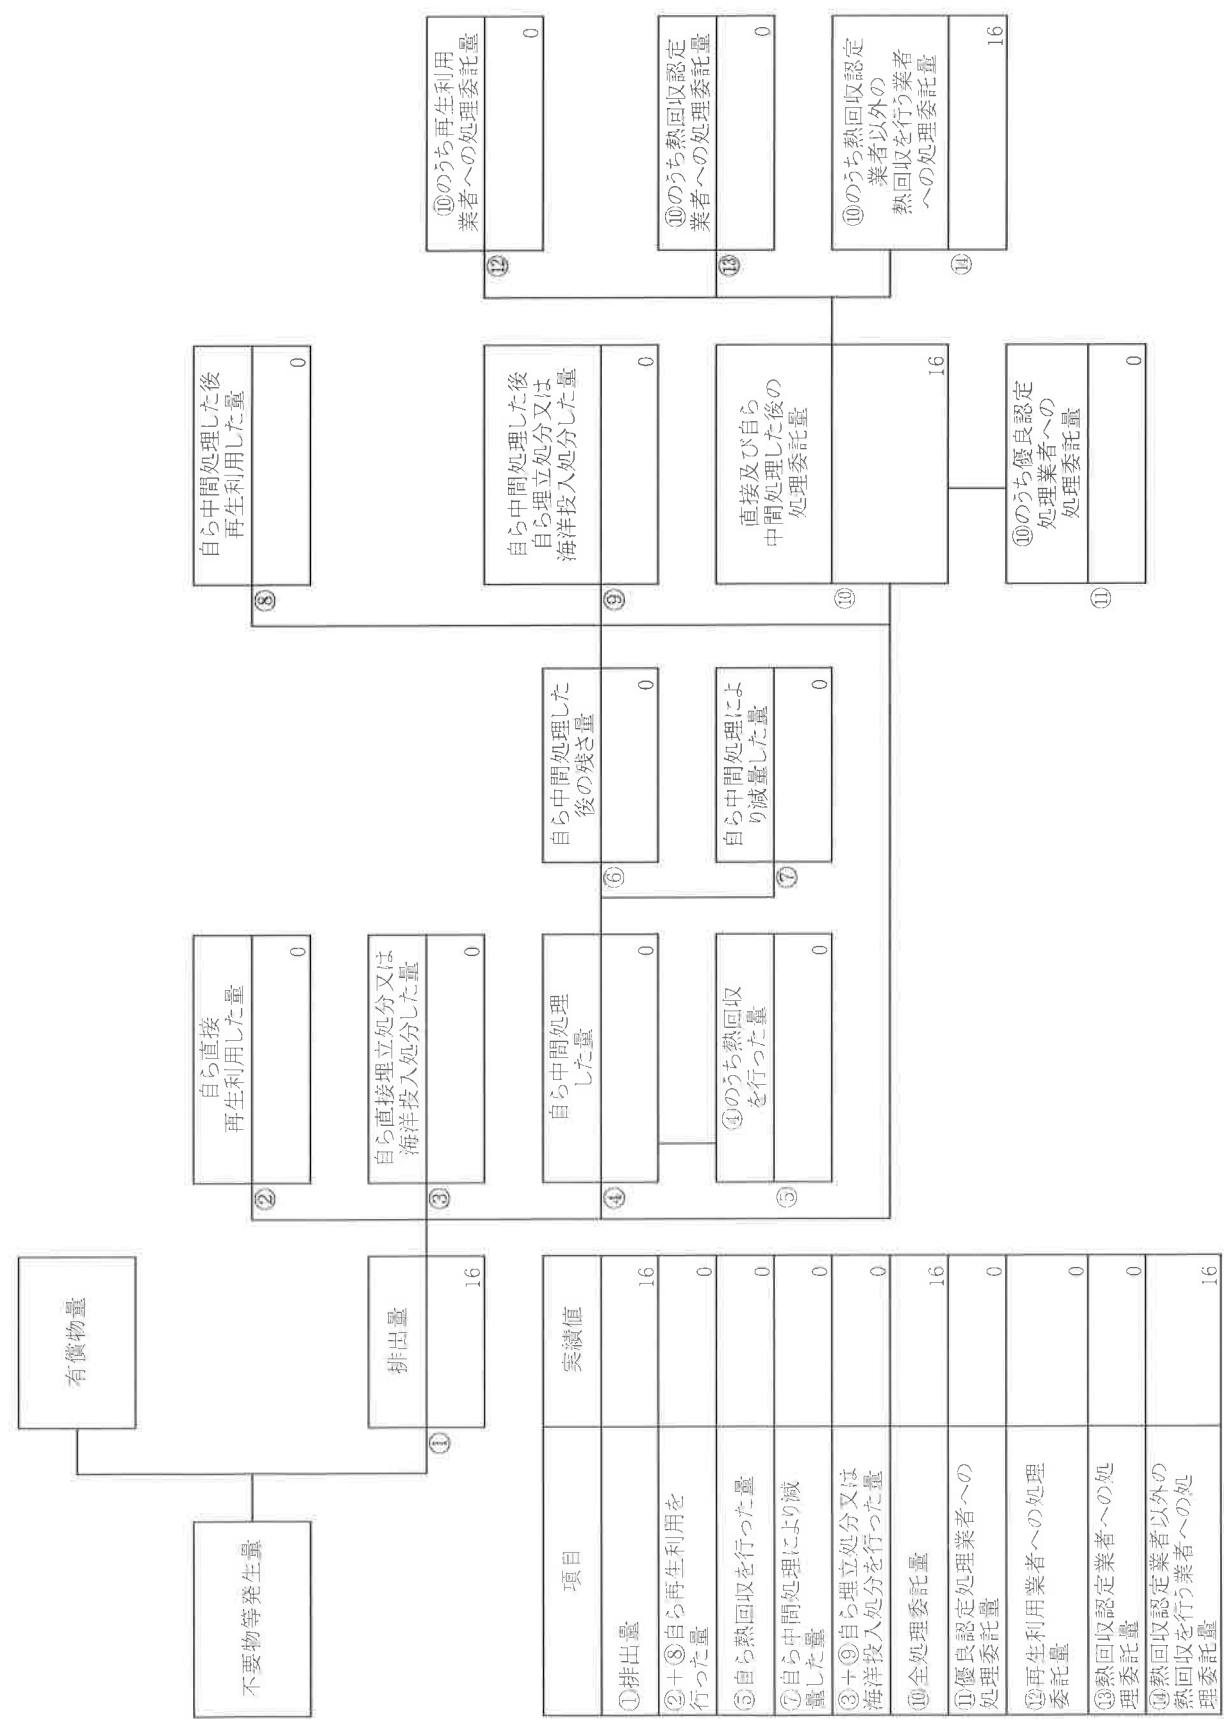 不要物等発生量
有償物量
排出量
①
16
自ら直接
再生利用した量
②
0
自ら直接埋立処分又は
海洋投入処分した量
③
0
自ら中間処理
した量
④
0
④のうち熱回収
を行った量
⑤
0
自ら中間処理した
後の残さ量
⑥
0
自ら中間処理によ
り減量した量
⑦
0
自ら中間処理した後
再生利用した量
⑧
0
自ら中間処理した後
自ら埋立処分又は
海洋投入処分した量
⑨
0
直接及び自ら
中間処理した後の
処理委託量
⑩
16
⑩のうち優良認定
処理業者への
処理委託量
⑪
0
⑩のうち再生利用
業者への処理委託量
⑫
0
⑩のうち熱回収認定
業者への処理委託量
⑬
0
⑩のうち熱回収認定
業者以外の
熱回収を行う業者
への処理委託量
⑭
16
項目 実績値
①排出量 16
②+⑧自ら再生利用を
行った量 0
⑤自ら熱回収を行った量 0
⑦自ら中間処理により減
量した量 0
③+⑨自ら埋立処分又は
海洋投入処分を行った量 0
⑩全処理委託量 16
⑪優良認定処理業者への
処理委託量 0
⑫再生利用業者への処理
委託量 0
⑬熱回収認定業者への処
理委託量 0
⑭熱回収認定業者以外の
熱回収を行う業者への処
理委託量 16